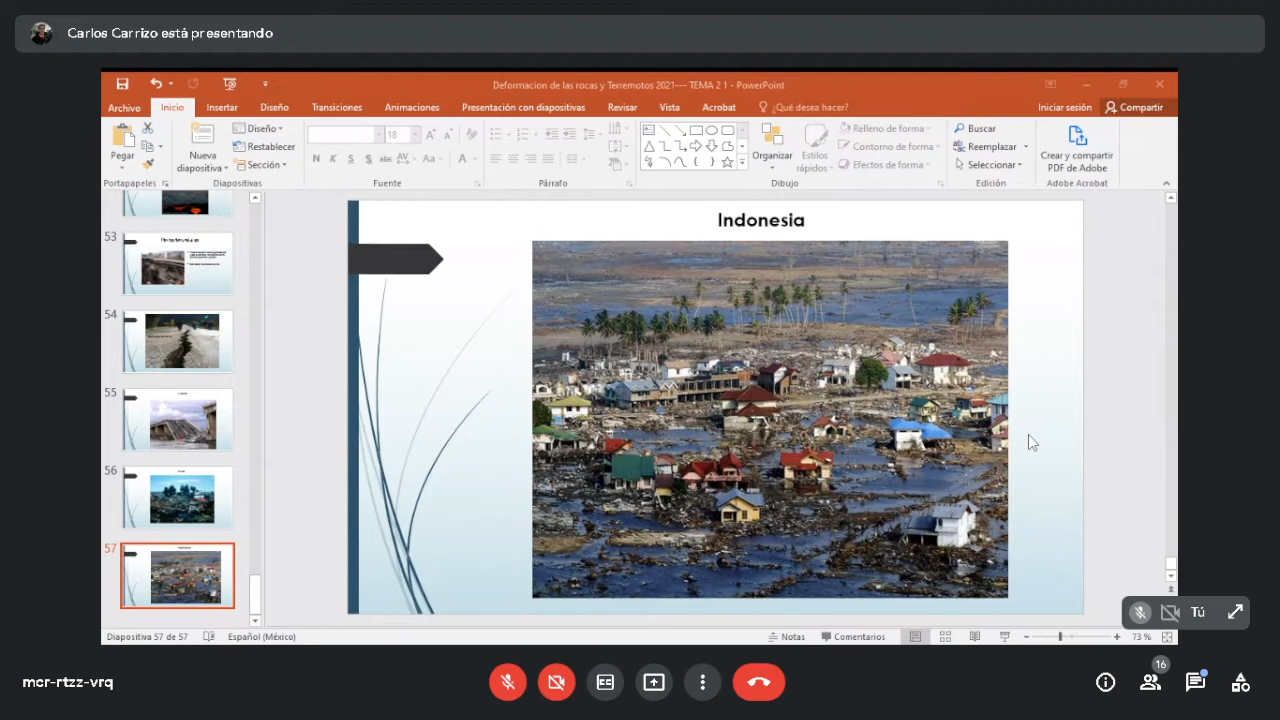 Carlos Carrizo está presentando
Deformacion de las rocas y Terremotos 2021--- TEMA 2 1 - PowerPoint
Archivo Inicio Insertar Diseño Transiciones Animaciones Presentación con diapositivas Revisar Vista Acrobat ¿Qué desea hacer? Iniciar sesión Compartir
Pegar
Portapapeles
Nueva diapositiva
Diseño
Restablecer
Sección
Diapositivas
18
N K S S abc AV Aa A
Fuente
Párrafo
Organizar
Estilos rápidos
Relleno de forma
Contorno de forma
Efectos de forma
Dibujo
Buscar
Reemplazar
Seleccionar
Edición
Crear y compartir PDF de Adobe
Adobe Acrobat
53
54
55
56
57
Indonesia
Diapositiva 57 de 57 Español (México) Notas Comentarios 73 %
Tú
mcr-rtzz-vrq
16